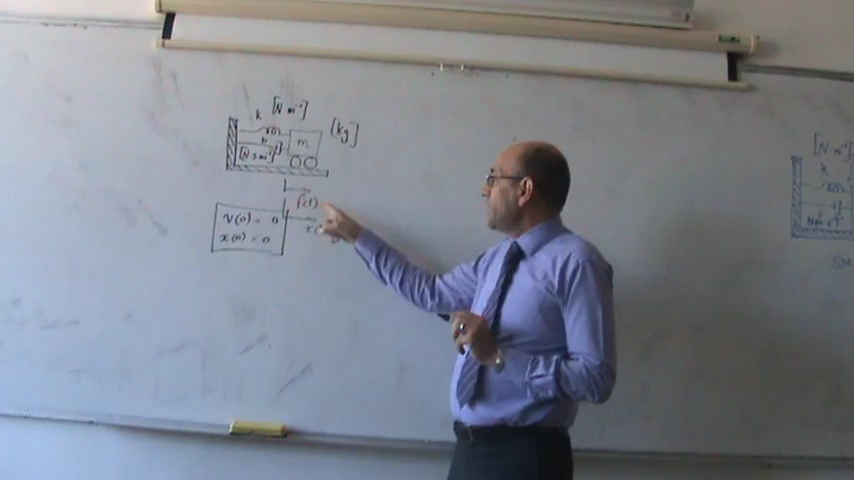 k [N m⁻¹]
m [kg]
b
[N s m⁻¹]
f(t)
v(0) = 0
x(0) = 0
[N m⁻¹]
k